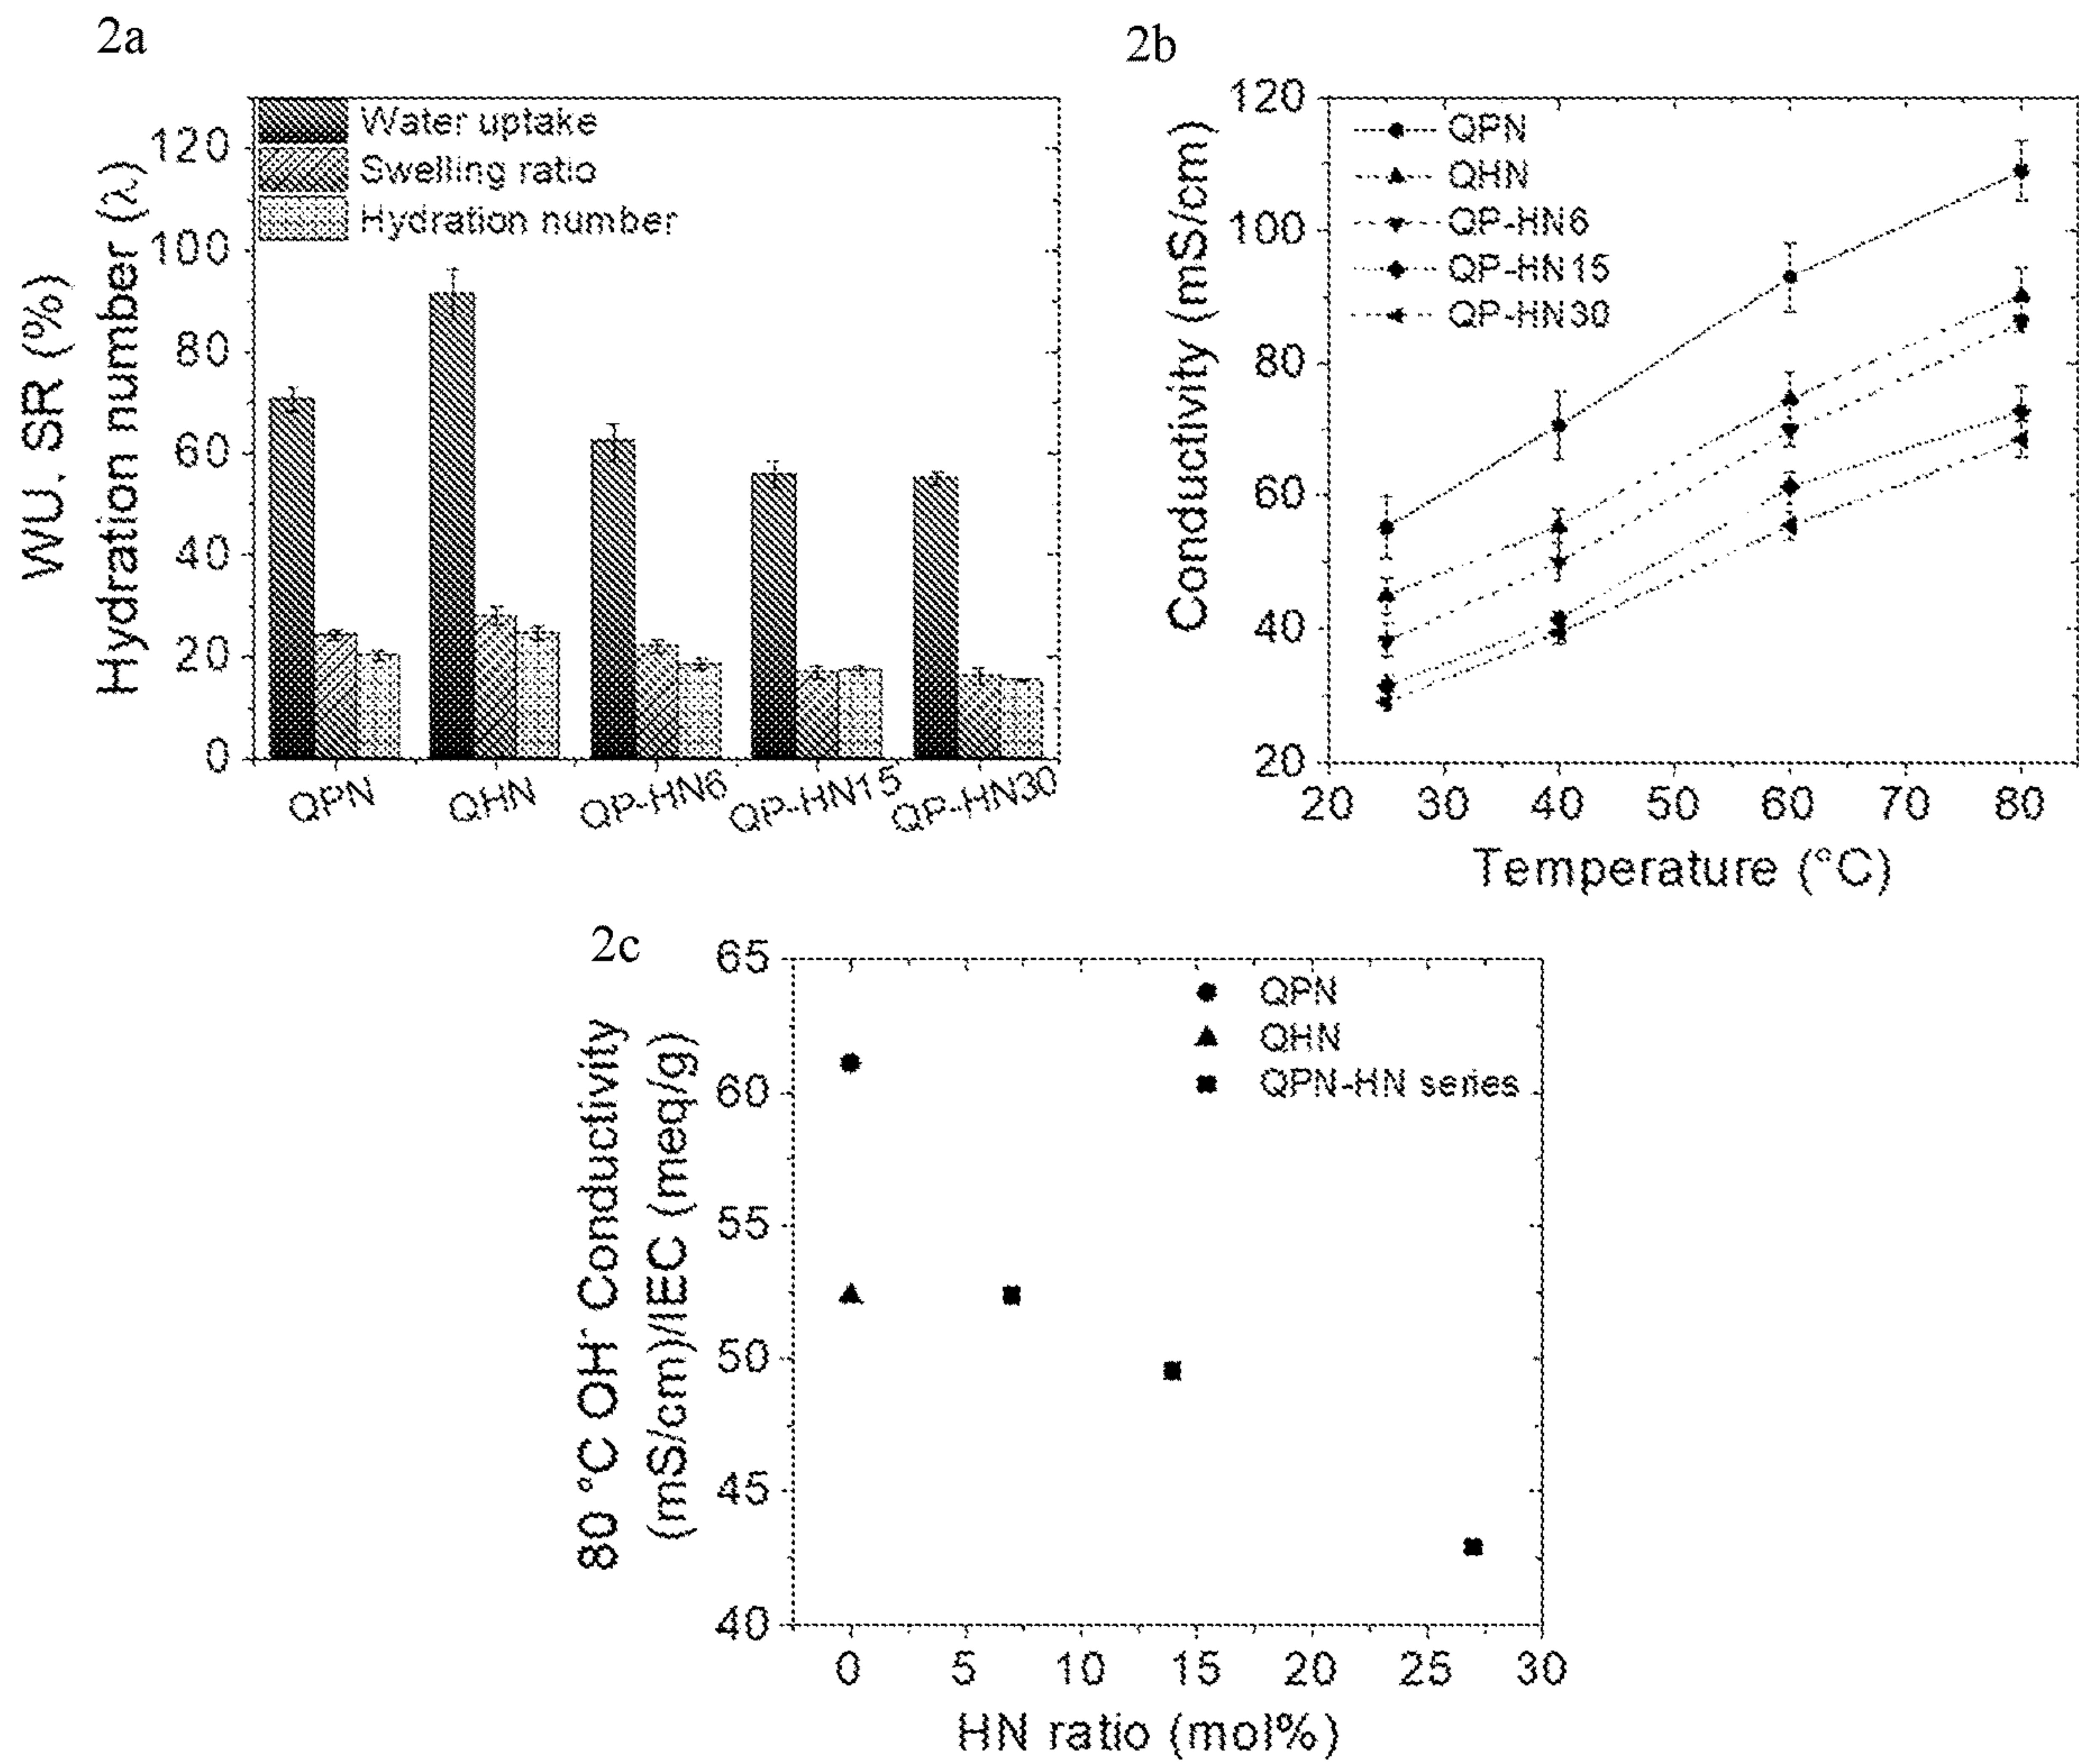 2a
WU, SR (%)
Hydration number (λ)
120
100
80
60
40
20
0
Water uptake
Swelling ratio
Hydration number
QPN
QHN
QP-HN6
QP-HN15
QP-HN30
2b
Conductivity (mS/cm)
120
100
80
60
40
20
QPN
QHN
QP-HN6
QP-HN15
QP-HN30
20 30 40 50 60 70 80
Temperature (°C)
2c
80 °C OH⁻ Conductivity
(mS/cm)/IEC (meq/g)
65
60
55
50
45
40
QPN
QHN
QPN-HN series
0 5 10 15 20 25 30
HN ratio (mol%)